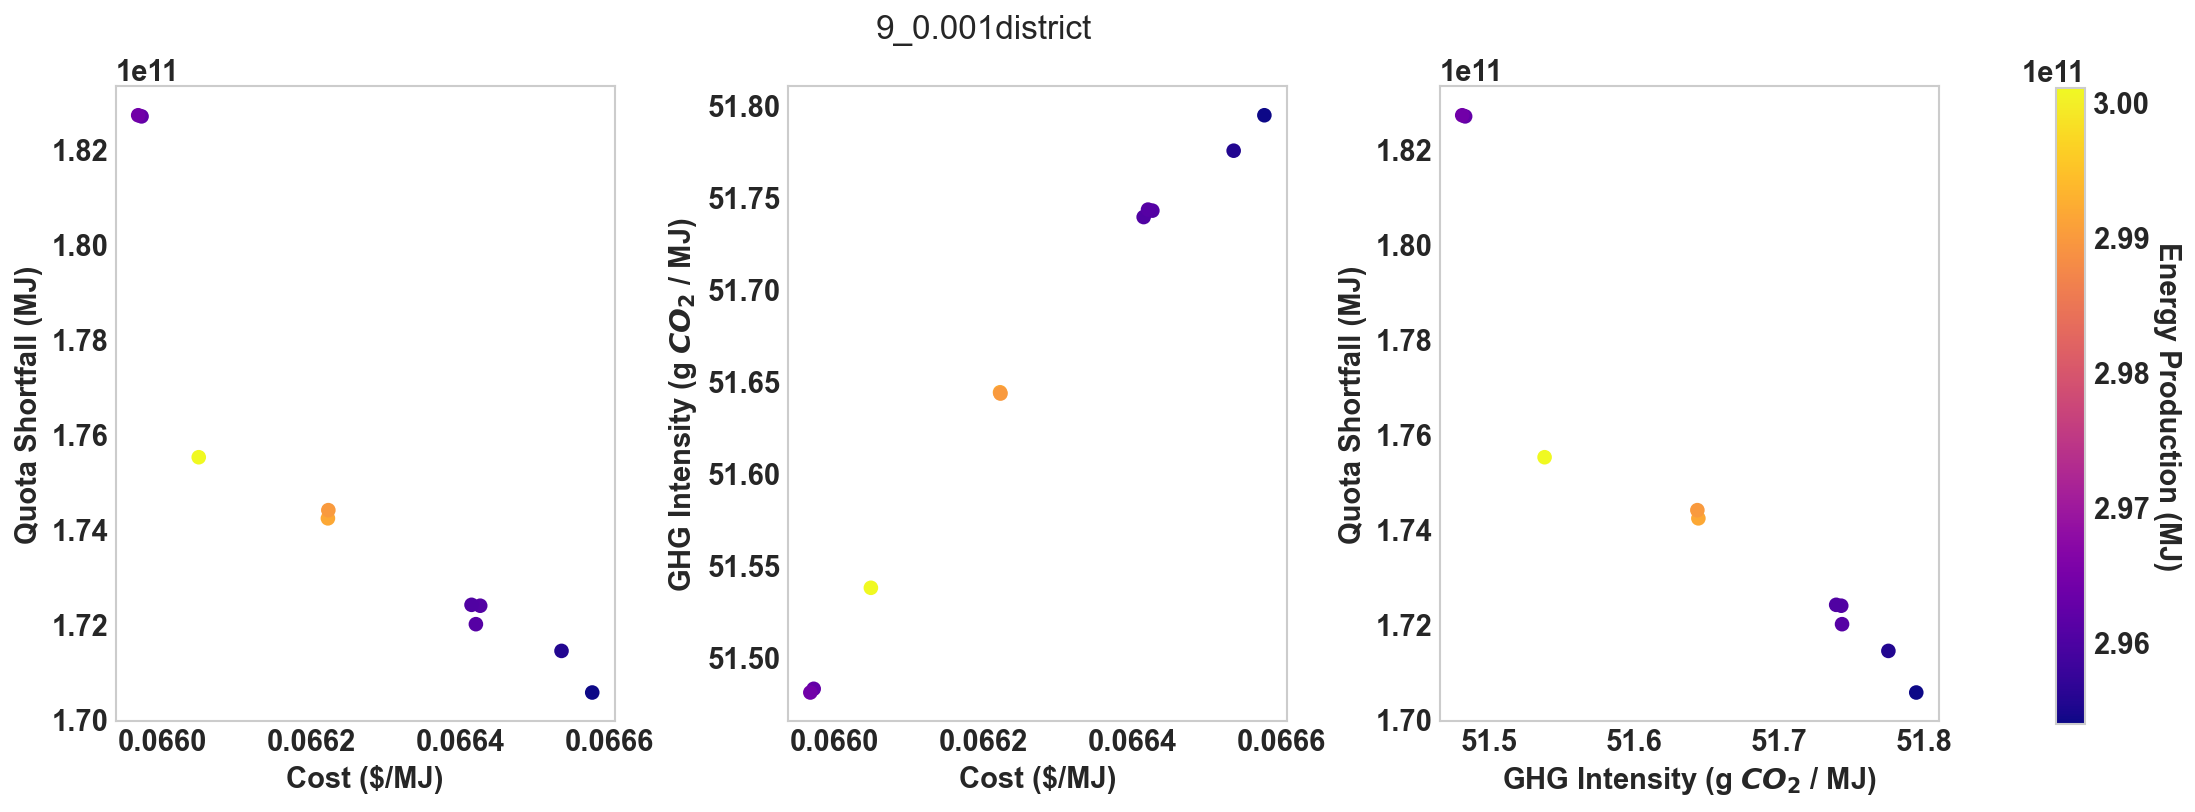 9_0.001district
1e11
1.82
1.80
1.78
1.76
1.74
1.72
1.70
Quota Shortfall (MJ)
0.0660 0.0662 0.0664 0.0666
Cost ($/MJ)
51.80
51.75
51.70
51.65
51.60
51.55
51.50
GHG Intensity (g CO₂ / MJ)
0.0660 0.0662 0.0664 0.0666
Cost ($/MJ)
1e11
1.82
1.80
1.78
1.76
1.74
1.72
1.70
Quota Shortfall (MJ)
51.5 51.6 51.7 51.8
GHG Intensity (g CO₂ / MJ)
1e11
3.00
2.99
2.98
2.97
2.96
Energy Production (MJ)